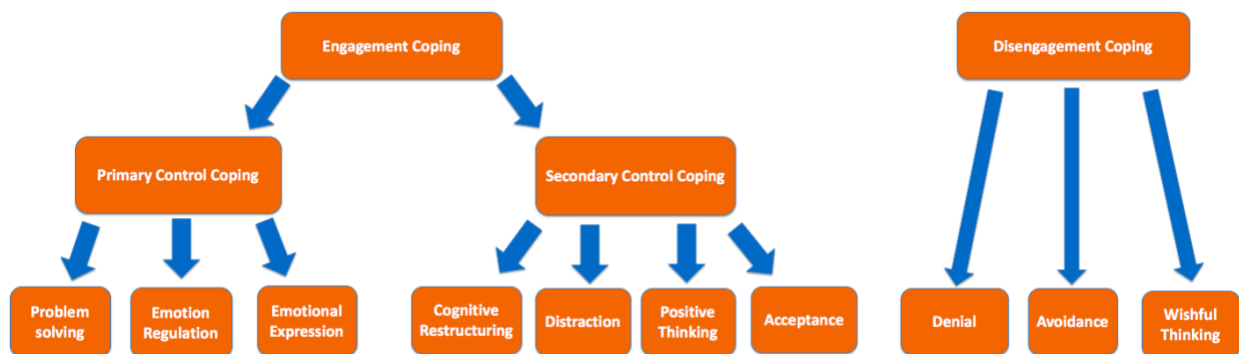 Engagement Coping
Disengagement Coping
Primary Control Coping
Secondary Control Coping
Problem
solving
Emotion
Regulation
Emotional
Expression
Cognitive
Restructuring
Distraction
Positive
Thinking
Acceptance
Denial
Avoidance
Wishful
Thinking